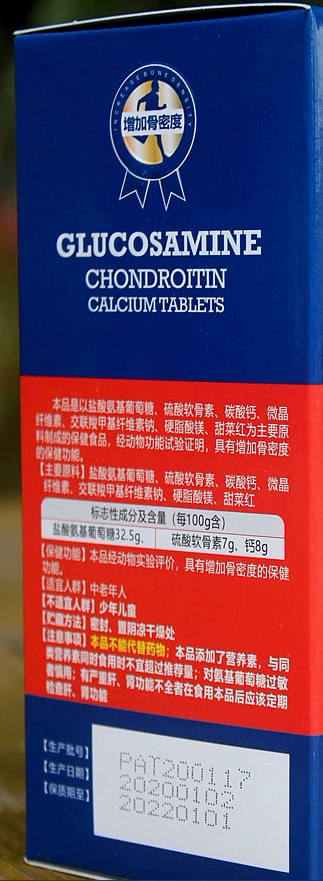 INCREASE BONE DENSITY
增加骨密度
GLUCOSAMINE
CHONDROITIN
CALCIUM TABLETS
本品是以盐酸氨基葡萄糖、硫酸软骨素、碳酸钙、微晶
纤维素、交联羧甲基纤维素钠、硬脂酸镁、甜菜红为主要原
料制成的保健食品，经动物功能试验证明，具有增加骨密度
的保健功能。
【主要原料】盐酸氨基葡萄糖、硫酸软骨素、碳酸钙、微晶
纤维素、交联羧甲基纤维素钠、硬脂酸镁、甜菜红
标志性成分及含量（每100g含）
盐酸氨基葡萄糖32.5g、 硫酸软骨素7g、钙8g
【保健功能】本品经动物实验评价，具有增加骨密度的保健
功能。
【适宜人群】中老年人
【不适宜人群】少年儿童
【贮藏方法】密封、置阴凉干燥处
【注意事项】本品不能代替药物；本品添加了营养素，与同
类营养素同时食用时不宜超过推荐量；对氨基葡萄糖过敏
者慎用；有严重肝、肾功能不全者在食用本品后应该定期
检查肝、肾功能
【生产批号】 PAT200117
【生产日期】 20200102
【保质期至】 20220101